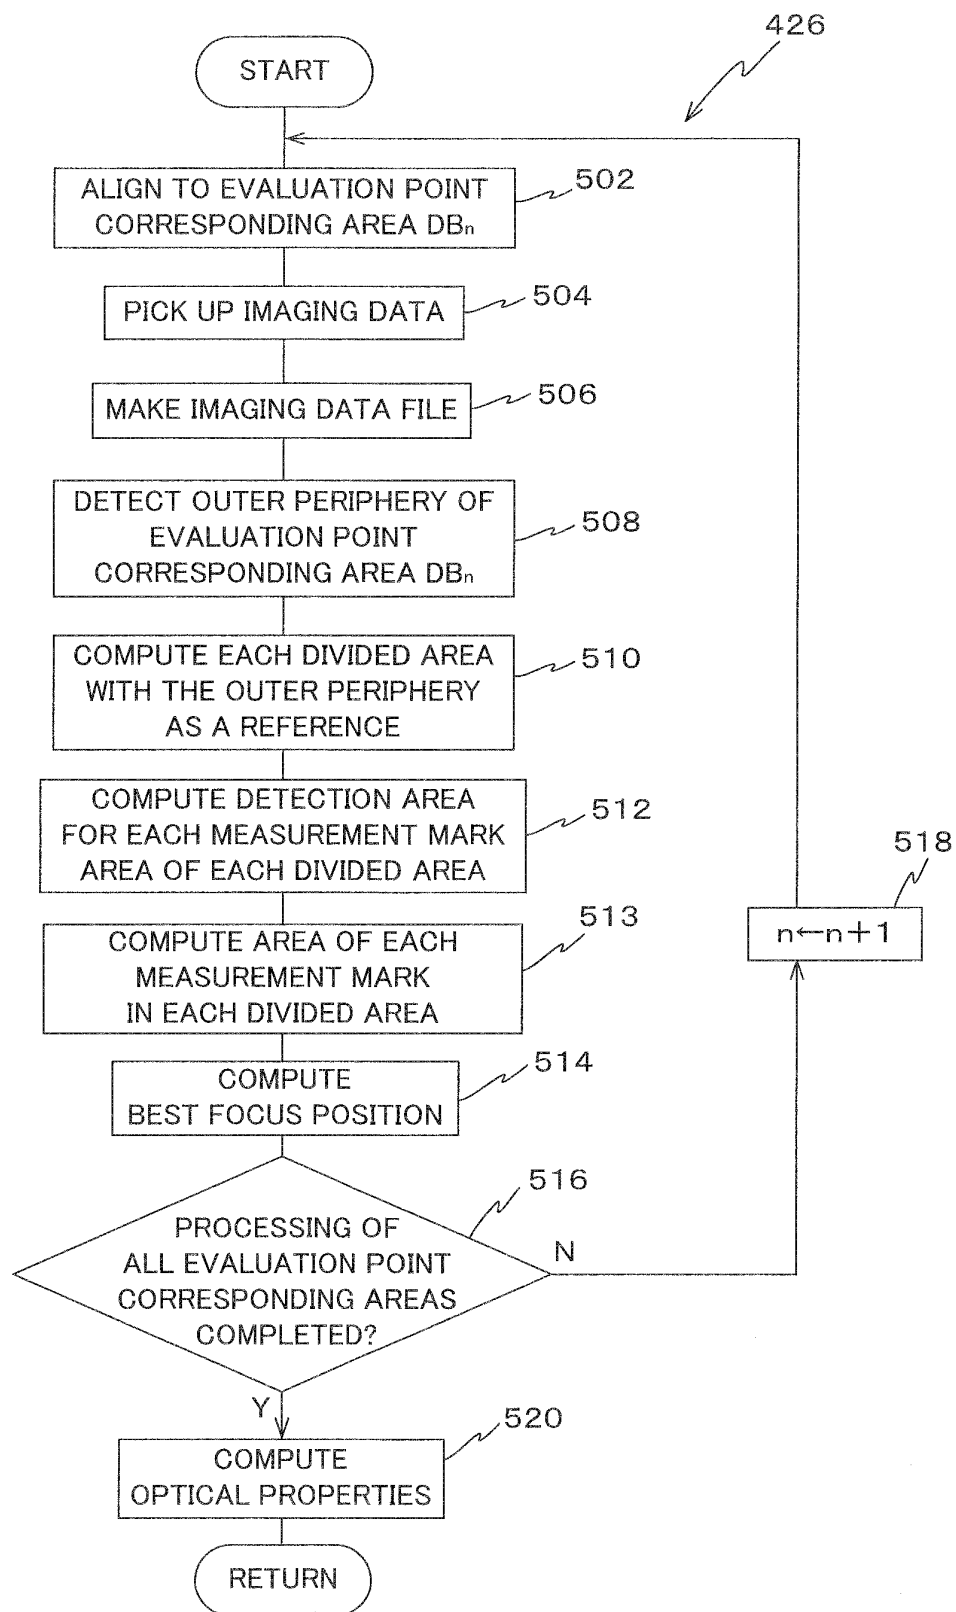 426
START
ALIGN TO EVALUATION POINT
CORRESPONDING AREA DBn
502
PICK UP IMAGING DATA
504
MAKE IMAGING DATA FILE
506
DETECT OUTER PERIPHERY OF
EVALUATION POINT
CORRESPONDING AREA DBn
508
COMPUTE EACH DIVIDED AREA
WITH THE OUTER PERIPHERY
AS A REFERENCE
510
COMPUTE DETECTION AREA
FOR EACH MEASUREMENT MARK
AREA OF EACH DIVIDED AREA
512
COMPUTE AREA OF EACH
MEASUREMENT MARK
IN EACH DIVIDED AREA
513
518
n←n+1
COMPUTE
BEST FOCUS POSITION
514
PROCESSING OF
ALL EVALUATION POINT
CORRESPONDING AREAS
COMPLETED?
516
N
Y
COMPUTE
OPTICAL PROPERTIES
520
RETURN